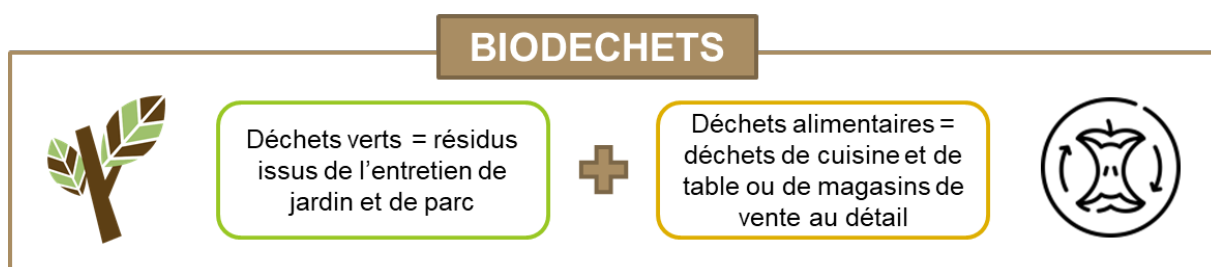 BIODECHETS
Déchets verts = résidus
issus de l’entretien de
jardin et de parc
Déchets alimentaires =
déchets de cuisine et de
table ou de magasins de
vente au détail